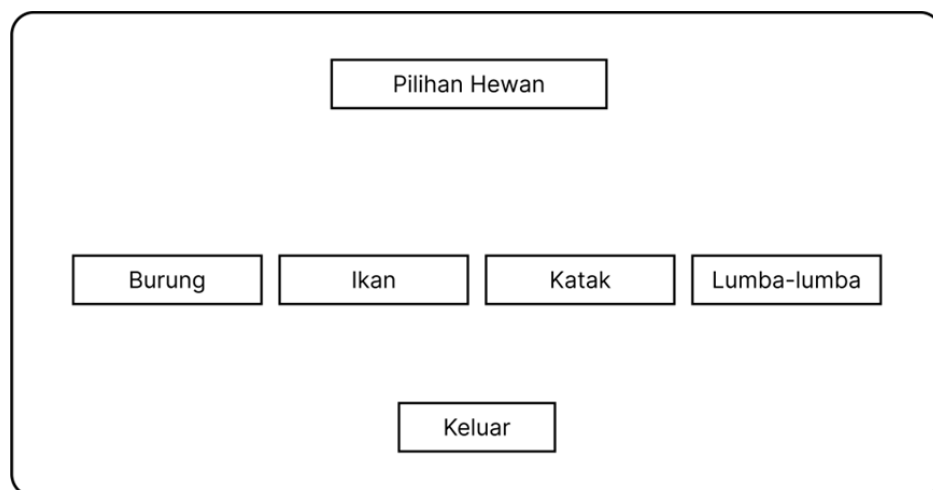 Pilihan Hewan
Burung
Ikan
Katak
Lumba-lumba
Keluar